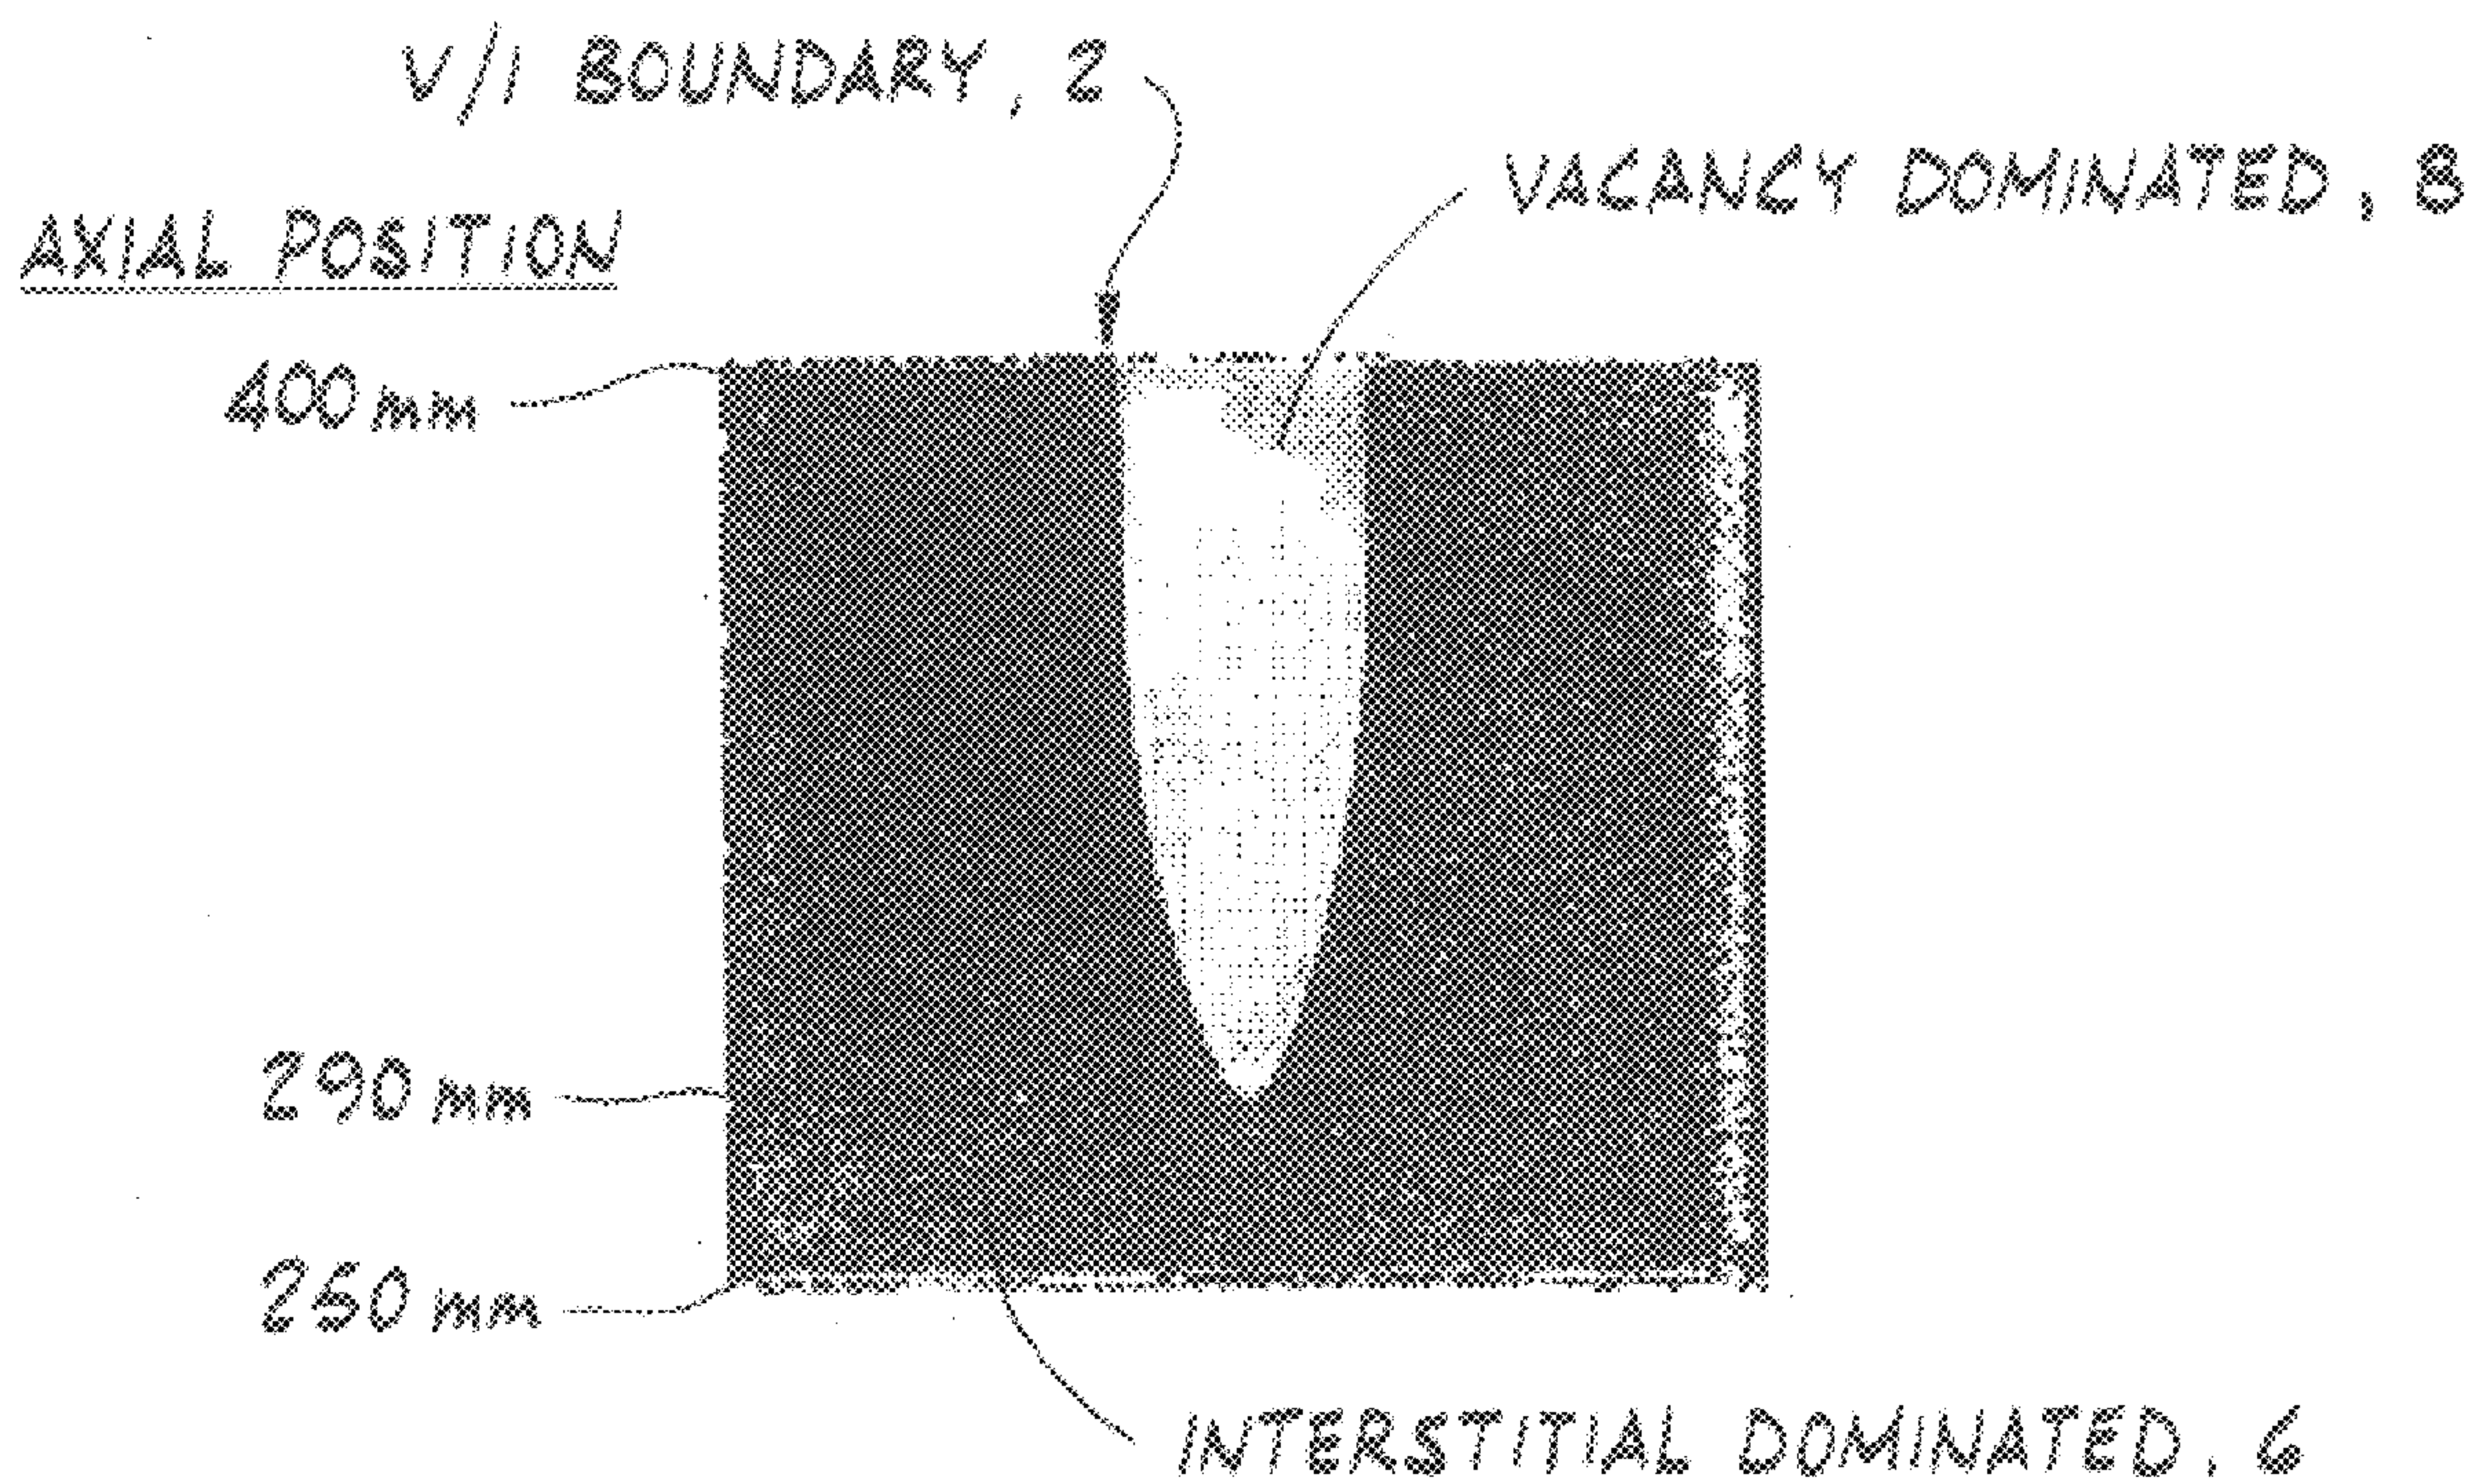 V/I BOUNDARY, 2
VACANCY DOMINATED, 8
AXIAL POSITION
400 mm
290 mm
250 mm
INTERSTITIAL DOMINATED, 6